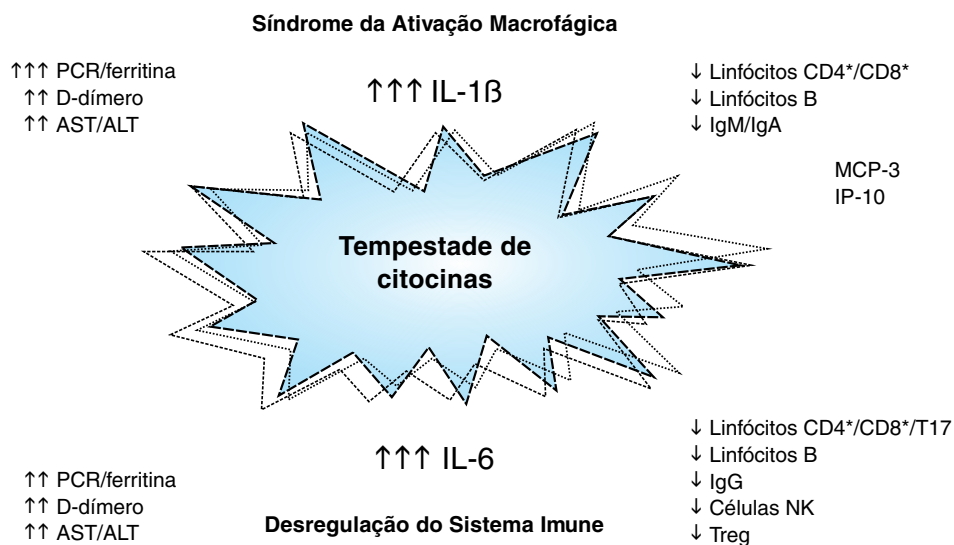 Síndrome da Ativação Macrofágica
↑↑↑ PCR/ferritina
↑↑ D-dímero
↑↑ AST/ALT
↑↑↑ IL-1ß
↓ Linfócitos CD4*/CD8*
↓ Linfócitos B
↓ IgM/IgA
MCP-3
IP-10
Tempestade de
citocinas
↑↑↑ IL-6
↑↑ PCR/ferritina
↑↑ D-dímero
↑↑ AST/ALT
Desregulação do Sistema Imune
↓ Linfócitos CD4*/CD8*/T17
↓ Linfócitos B
↓ IgG
↓ Células NK
↓ Treg